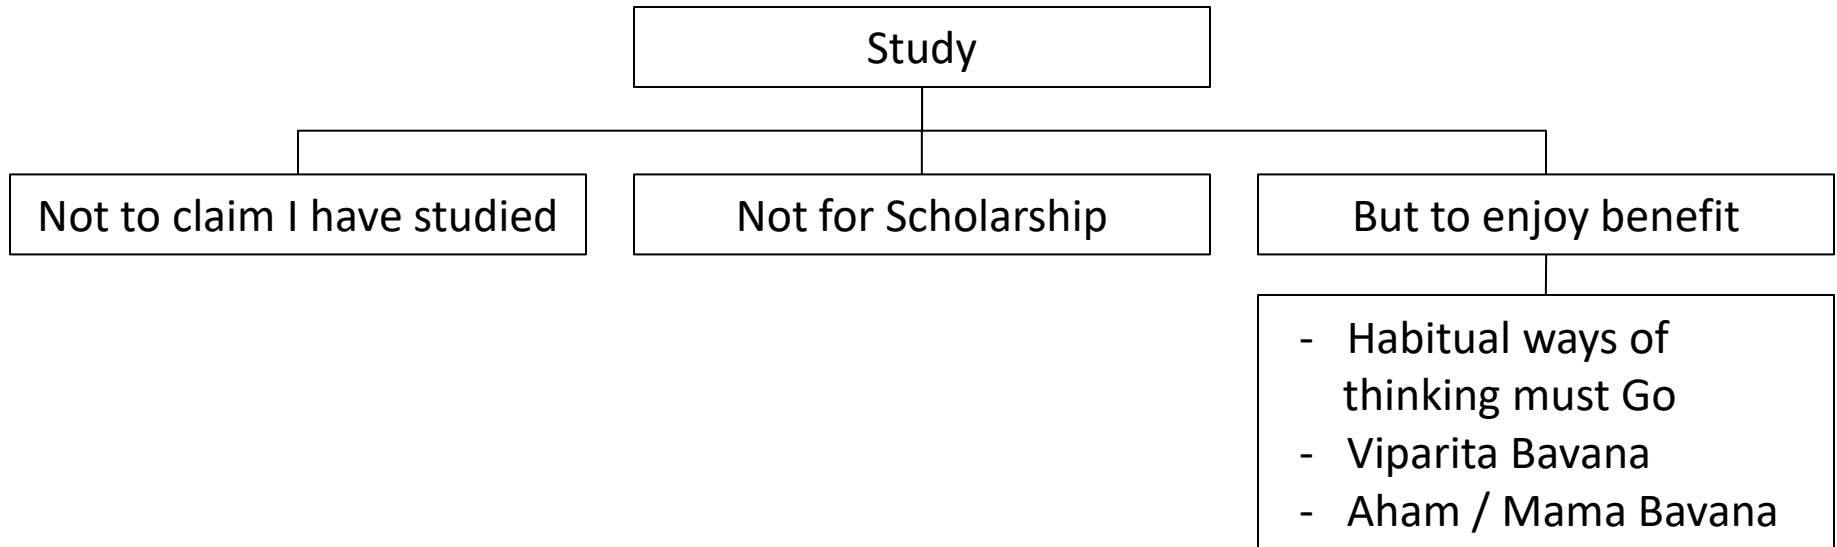 Study
Not to claim I have studied
Not for Scholarship
But to enjoy benefit
- Habitual ways of
thinking must Go
- Viparita Bavana
- Aham / Mama Bavana